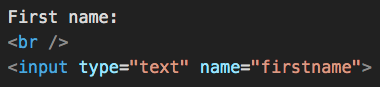 First name:
<br />
<input type="text" name="firstname">